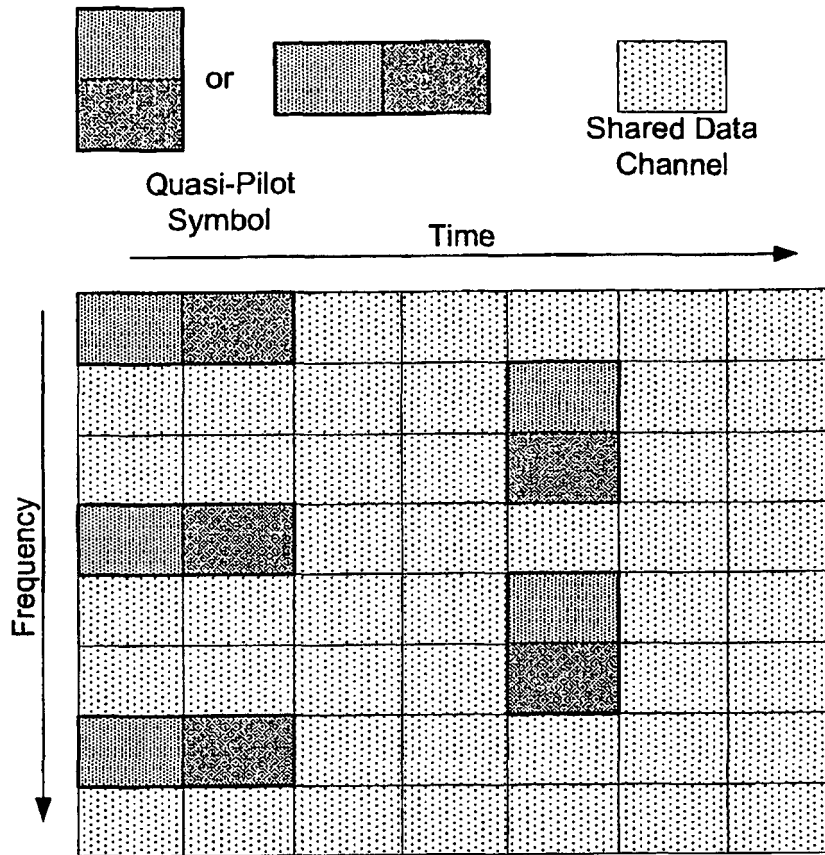 or
Shared Data
Channel
Quasi-Pilot
Symbol
Time
Frequency